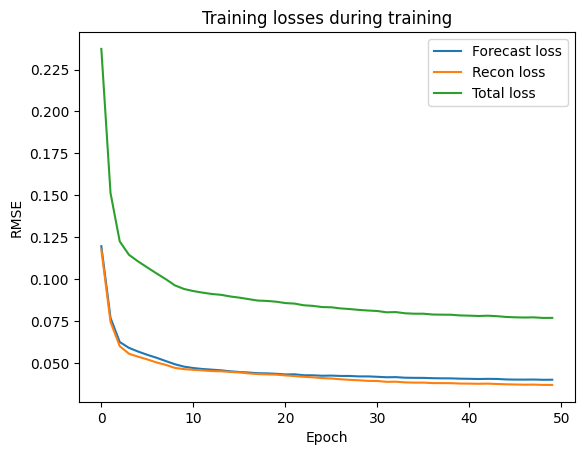 Training losses during training
Forecast loss
Recon loss
Total loss
0.225
0.200
0.175
0.150
0.125
0.100
0.075
0.050
RMSE
0 10 20 30 40 50
Epoch